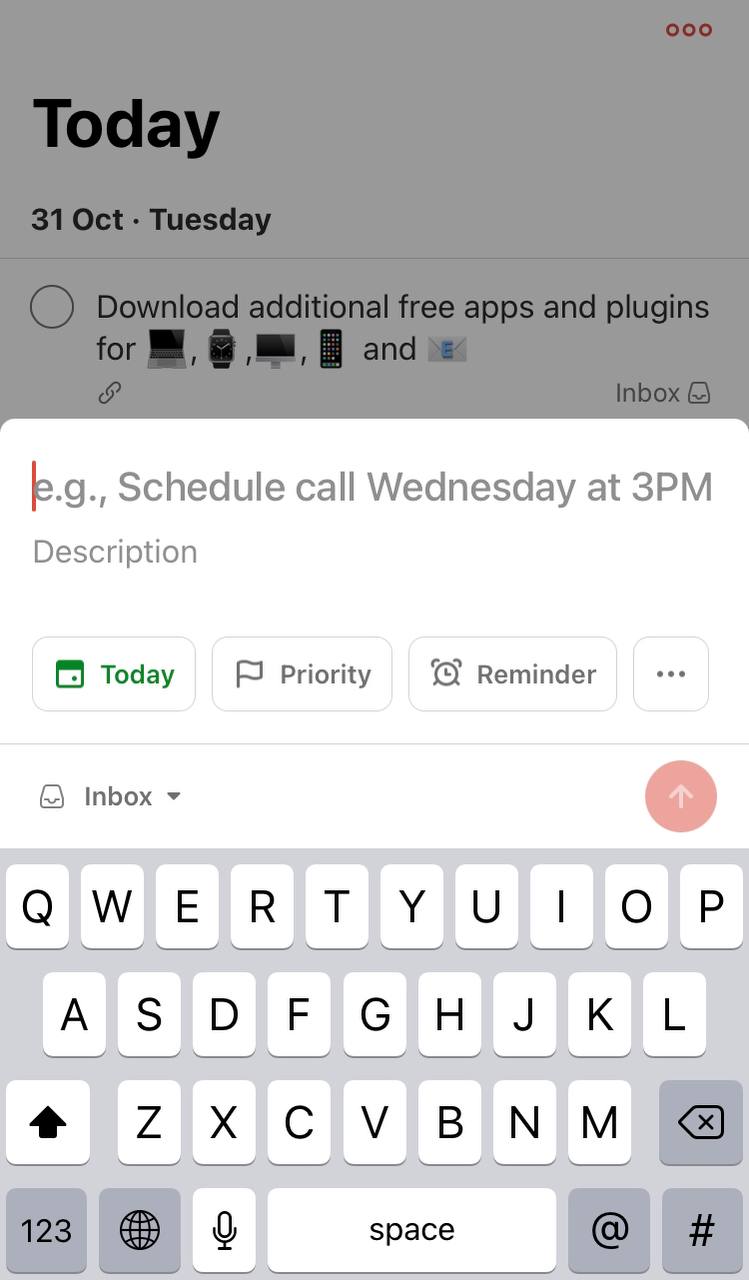 Today
31 Oct · Tuesday
Download additional free apps and plugins
for 💻, ⌚ ,🖥, 📱 and 📧
Inbox
e.g., Schedule call Wednesday at 3PM
Description
Today Priority Reminder
Inbox
Q W E R T Y U I O P
A S D F G H J K L
Z X C V B N M
123 space @ #